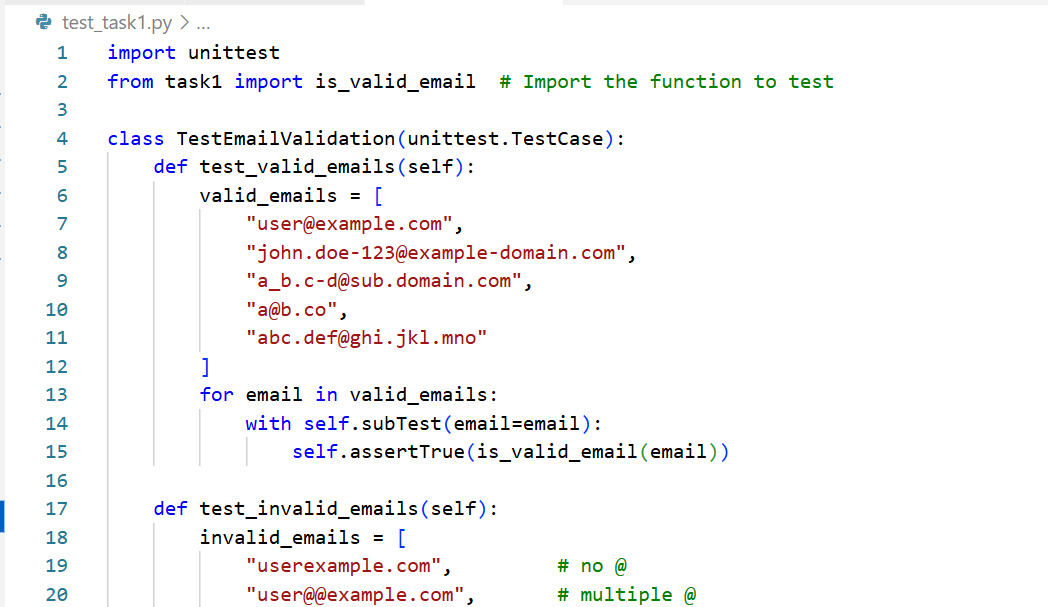 test_task1.py > ...
1 import unittest
2 from task1 import is_valid_email  # Import the function to test
3
4 class TestEmailValidation(unittest.TestCase):
5     def test_valid_emails(self):
6         valid_emails = [
7             "user@example.com",
8             "john.doe-123@example-domain.com",
9             "a_b.c-d@sub.domain.com",
10             "a@b.co",
11             "abc.def@ghi.jkl.mno"
12         ]
13         for email in valid_emails:
14             with self.subTest(email=email):
15                 self.assertTrue(is_valid_email(email))
16
17     def test_invalid_emails(self):
18         invalid_emails = [
19             "userexample.com",         # no @
20             "user@@example.com",       # multiple @